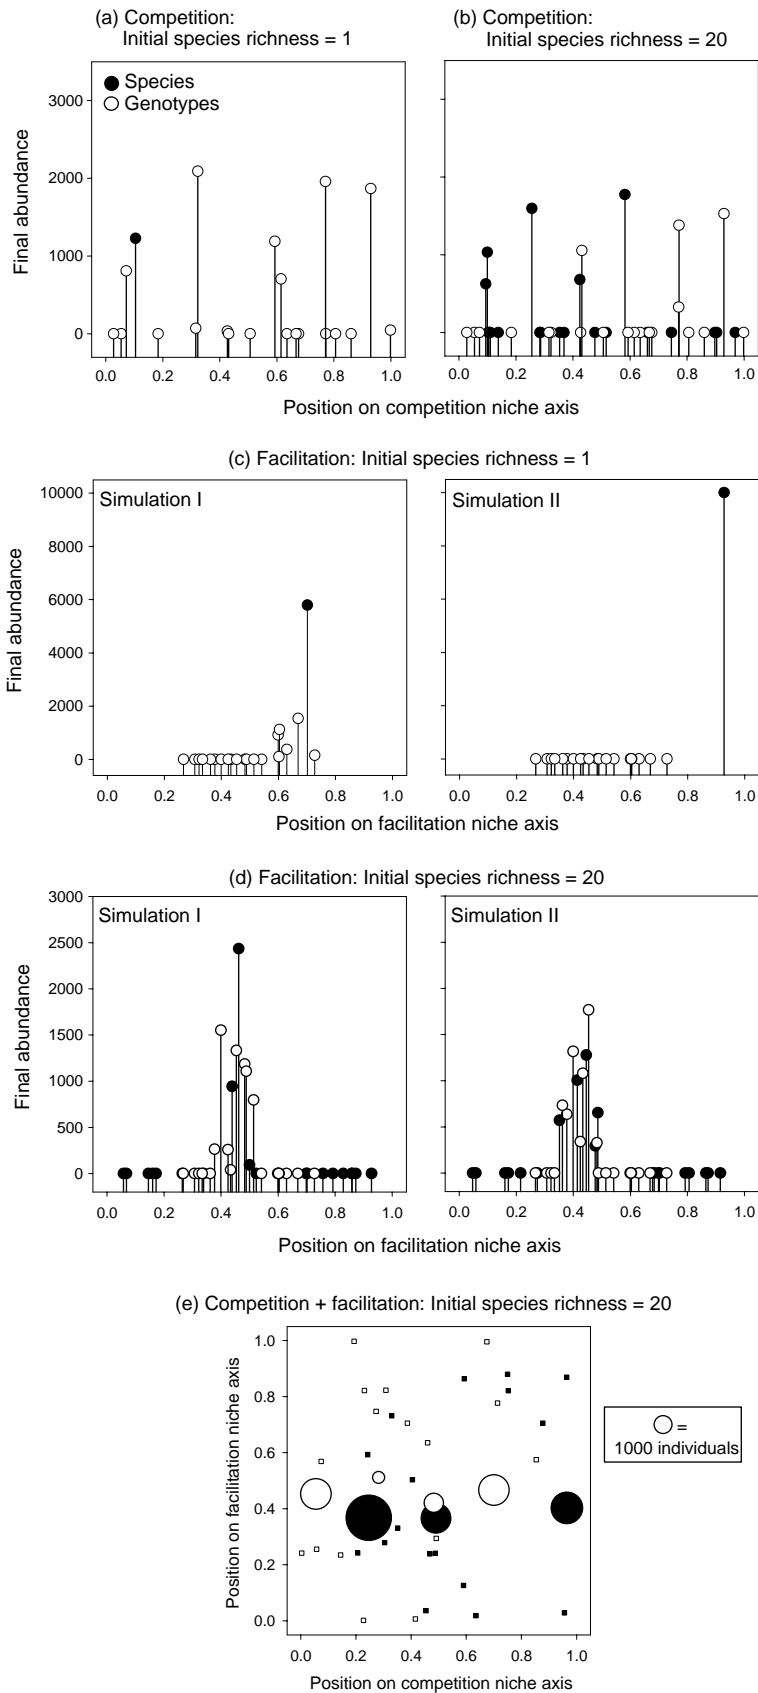 (a) Competition:
Initial species richness = 1
(b) Competition:
Initial species richness = 20
Species
Genotypes
Final abundance
3000
2000
1000
0
0.0 0.2 0.4 0.6 0.8 1.0
0.0 0.2 0.4 0.6 0.8 1.0
Position on competition niche axis
(c) Facilitation: Initial species richness = 1
Simulation I
Simulation II
Final abundance
10000
8000
6000
4000
2000
0
0.0 0.2 0.4 0.6 0.8 1.0
0.0 0.2 0.4 0.6 0.8 1.0
Position on facilitation niche axis
(d) Facilitation: Initial species richness = 20
Simulation I
Simulation II
Final abundance
3000
2500
2000
1500
1000
500
0
0.0 0.2 0.4 0.6 0.8 1.0
0.0 0.2 0.4 0.6 0.8 1.0
Position on facilitation niche axis
(e) Competition + facilitation: Initial species richness = 20
Position on facilitation niche axis
1.0
0.8
0.6
0.4
0.2
0.0
0.0 0.2 0.4 0.6 0.8 1.0
Position on competition niche axis
=
1000 individuals